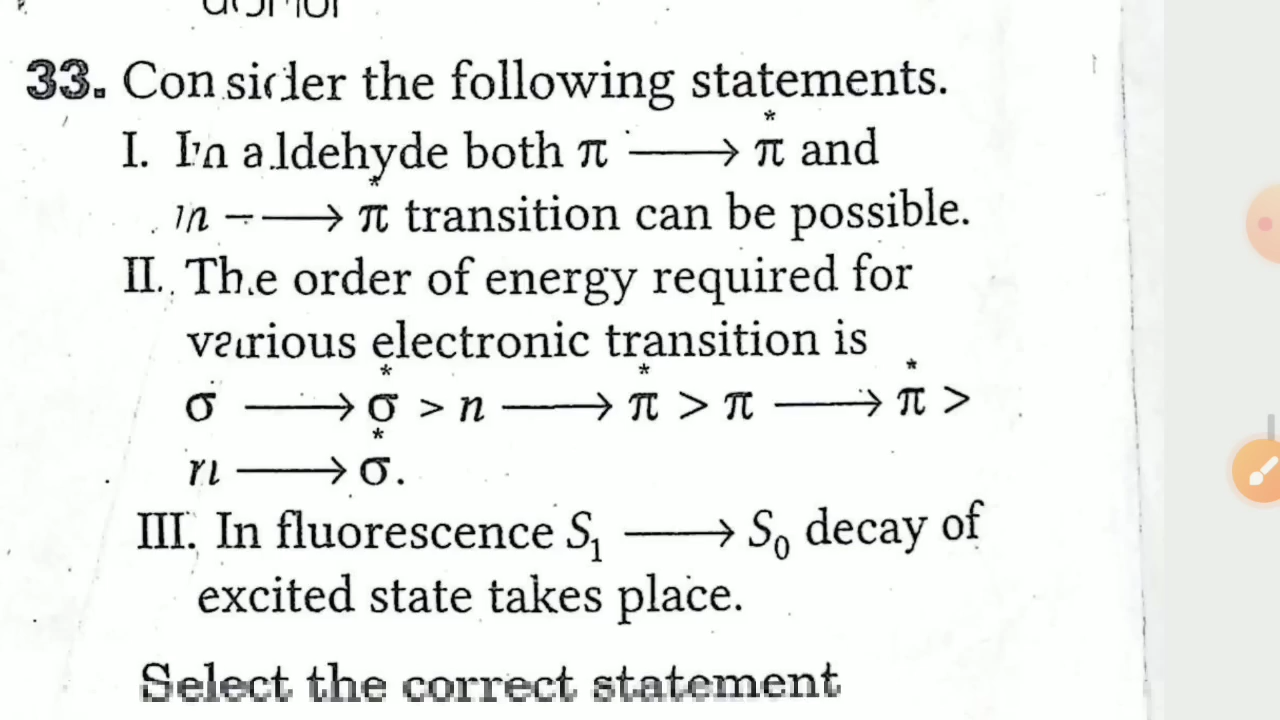 33. Consider the following statements.
I. In aldehyde both π ⟶ π* and
n ⟶ π* transition can be possible.
II. The order of energy required for
various electronic transition is
σ ⟶ σ* > n ⟶ π* > π ⟶ π* >
n ⟶ σ*.
III. In fluorescence S₁ ⟶ S₀ decay of
excited state takes place.
Select the correct statement